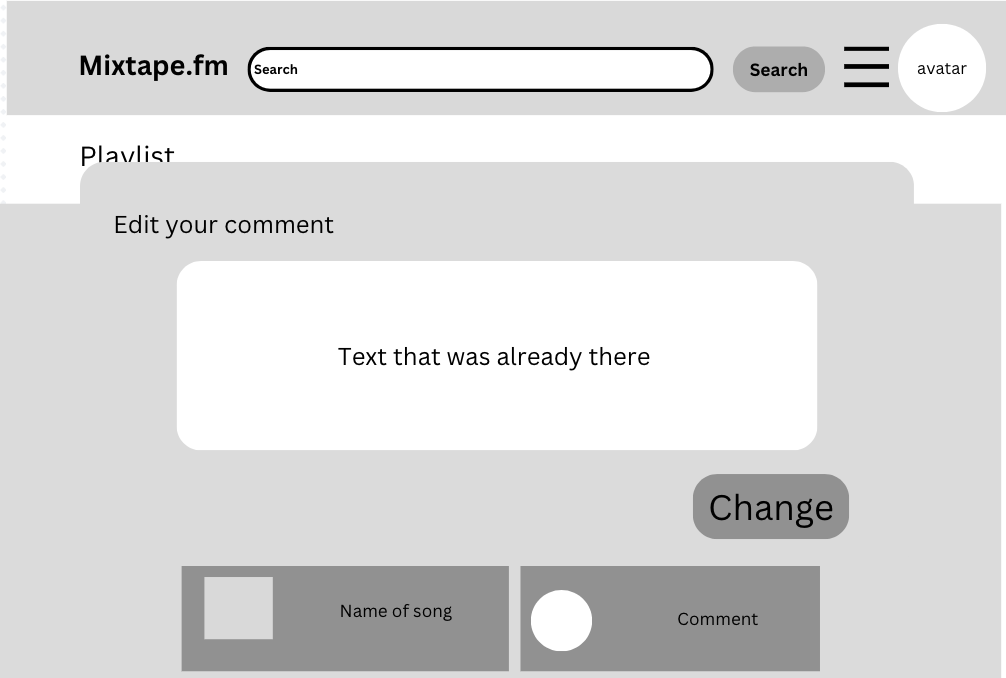 Mixtape.fm
Search
Search
avatar
Playlist
Edit your comment
Text that was already there
Change
Name of song
Comment